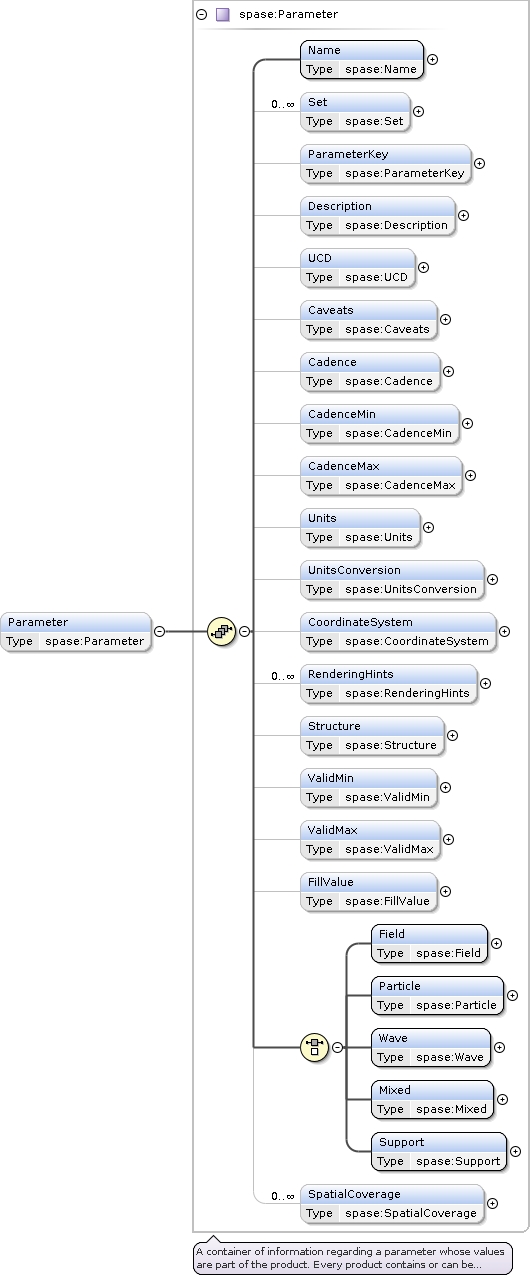 spase:Parameter
Name
Type spase:Name
0..∞
Set
Type spase:Set
ParameterKey
Type spase:ParameterKey
Description
Type spase:Description
UCD
Type spase:UCD
Caveats
Type spase:Caveats
Cadence
Type spase:Cadence
CadenceMin
Type spase:CadenceMin
CadenceMax
Type spase:CadenceMax
Units
Type spase:Units
UnitsConversion
Type spase:UnitsConversion
Parameter
Type spase:Parameter
CoordinateSystem
Type spase:CoordinateSystem
0..∞
RenderingHints
Type spase:RenderingHints
Structure
Type spase:Structure
ValidMin
Type spase:ValidMin
ValidMax
Type spase:ValidMax
FillValue
Type spase:FillValue
Field
Type spase:Field
Particle
Type spase:Particle
Wave
Type spase:Wave
Mixed
Type spase:Mixed
Support
Type spase:Support
0..∞
SpatialCoverage
Type spase:SpatialCoverage
A container of information regarding a parameter whose values
are part of the product. Every product contains or can be...